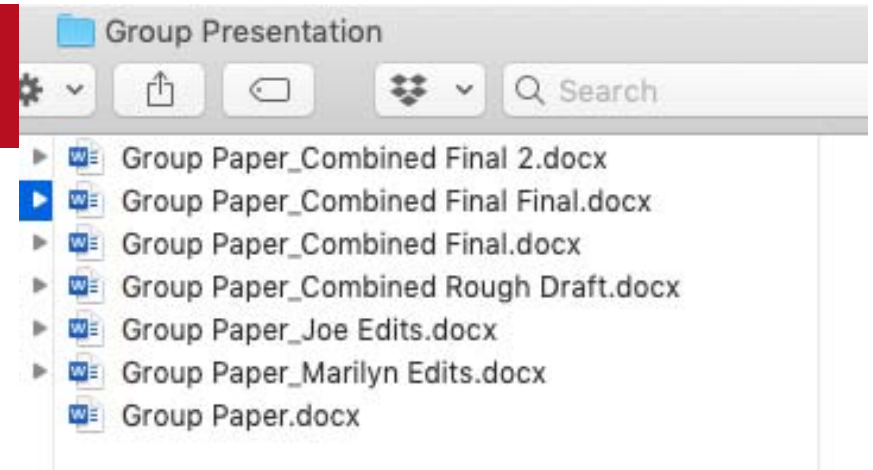 Group Presentation
Search
Group Paper_Combined Final 2.docx
Group Paper_Combined Final Final.docx
Group Paper_Combined Final.docx
Group Paper_Combined Rough Draft.docx
Group Paper_Joe Edits.docx
Group Paper_Marilyn Edits.docx
Group Paper.docx